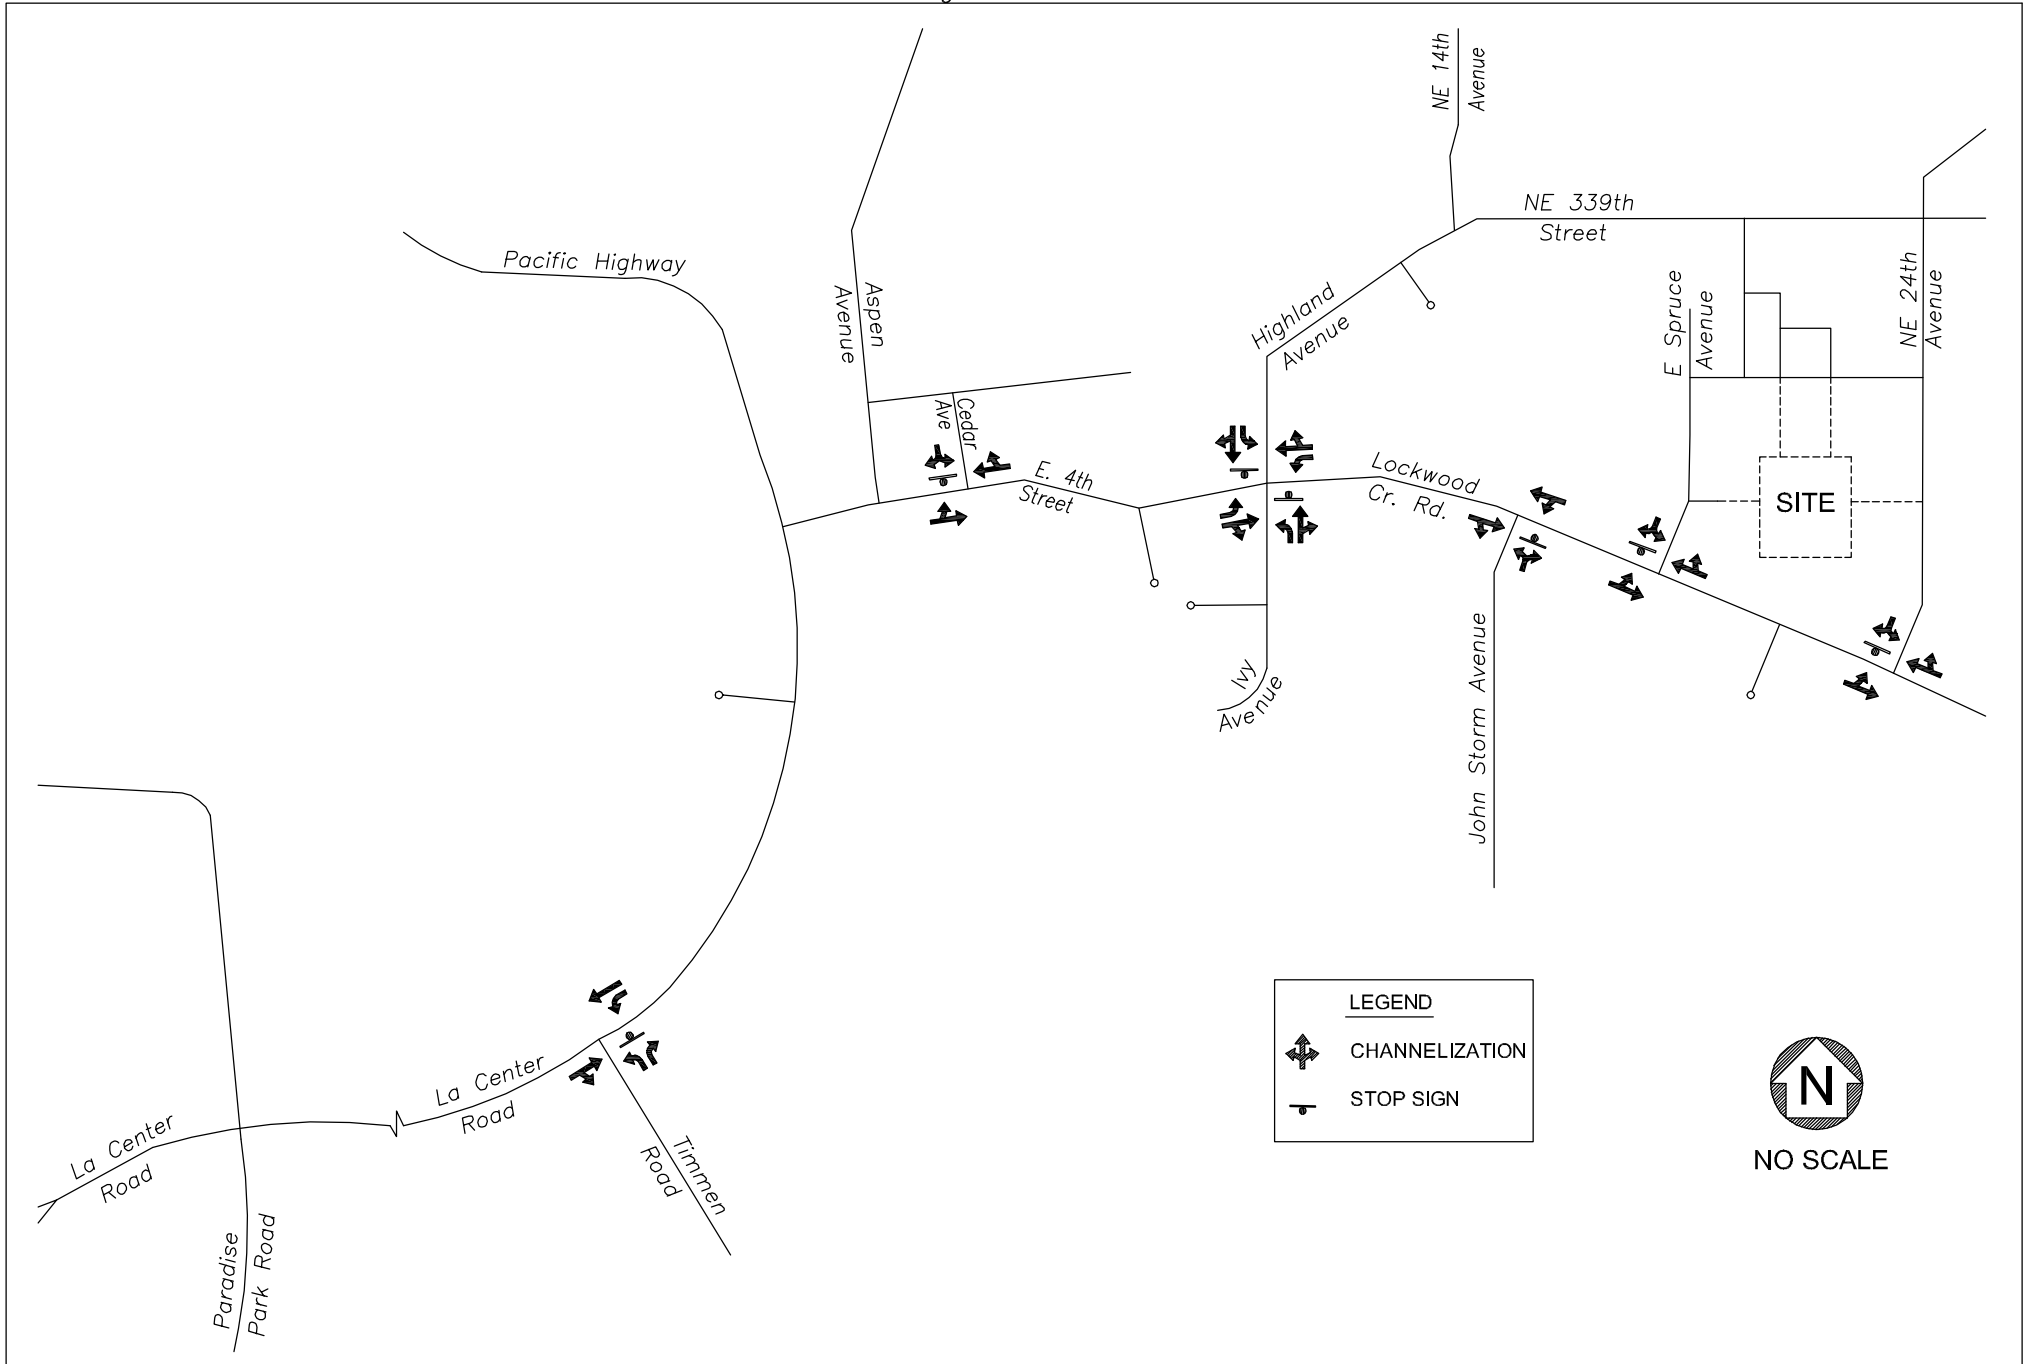 NE 14th
Avenue
NE 339th
Street
Pacific Highway
Aspen
Avenue
Highland
Avenue
E Spruce
Avenue
NE 24th
Avenue
Cedar
Ave
E. 4th
Street
Lockwood
Cr. Rd.
SITE
Ivy
Avenue
John Storm Avenue
La Center
Road
La Center
Road
Timmen
Road
Paradise
Park Road
LEGEND
CHANNELIZATION
STOP SIGN
N
NO SCALE